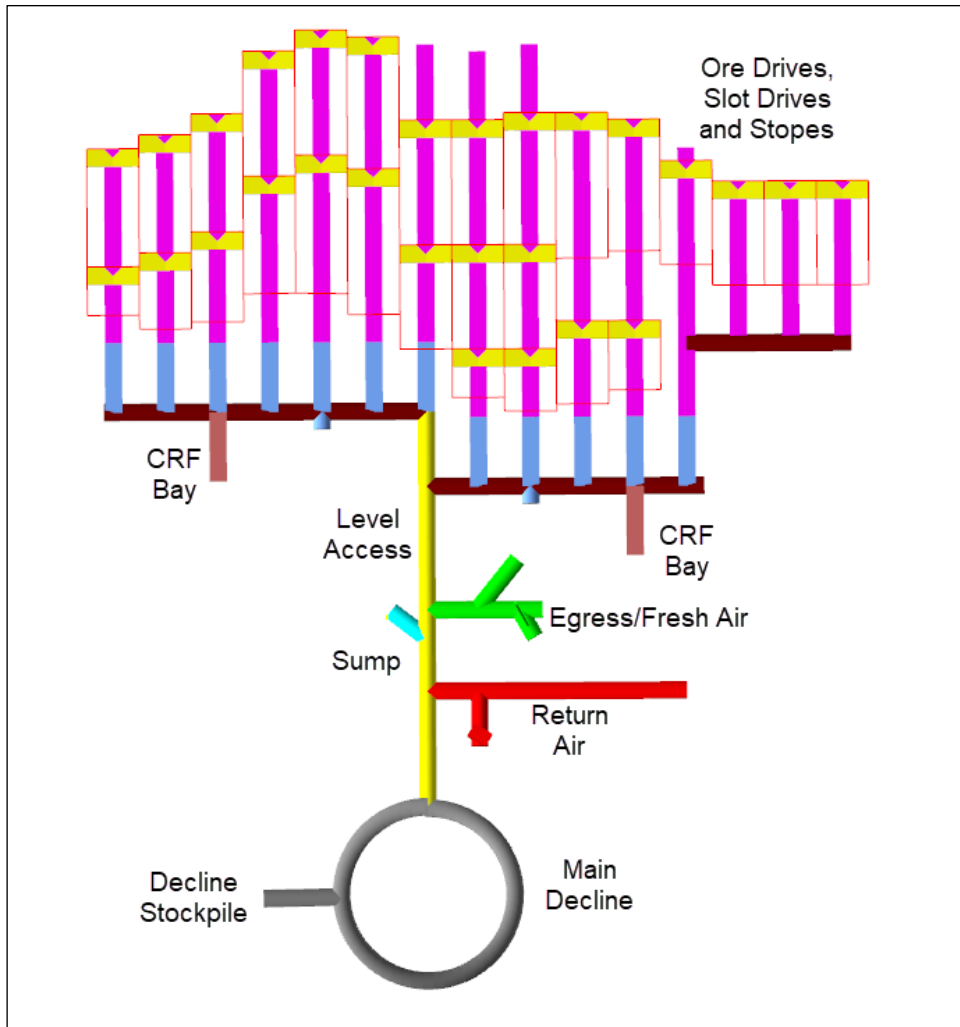 Ore Drives,
Slot Drives
and Stopes
CRF
Bay
Level
Access
CRF
Bay
Egress/Fresh Air
Sump
Return
Air
Decline
Stockpile
Main
Decline